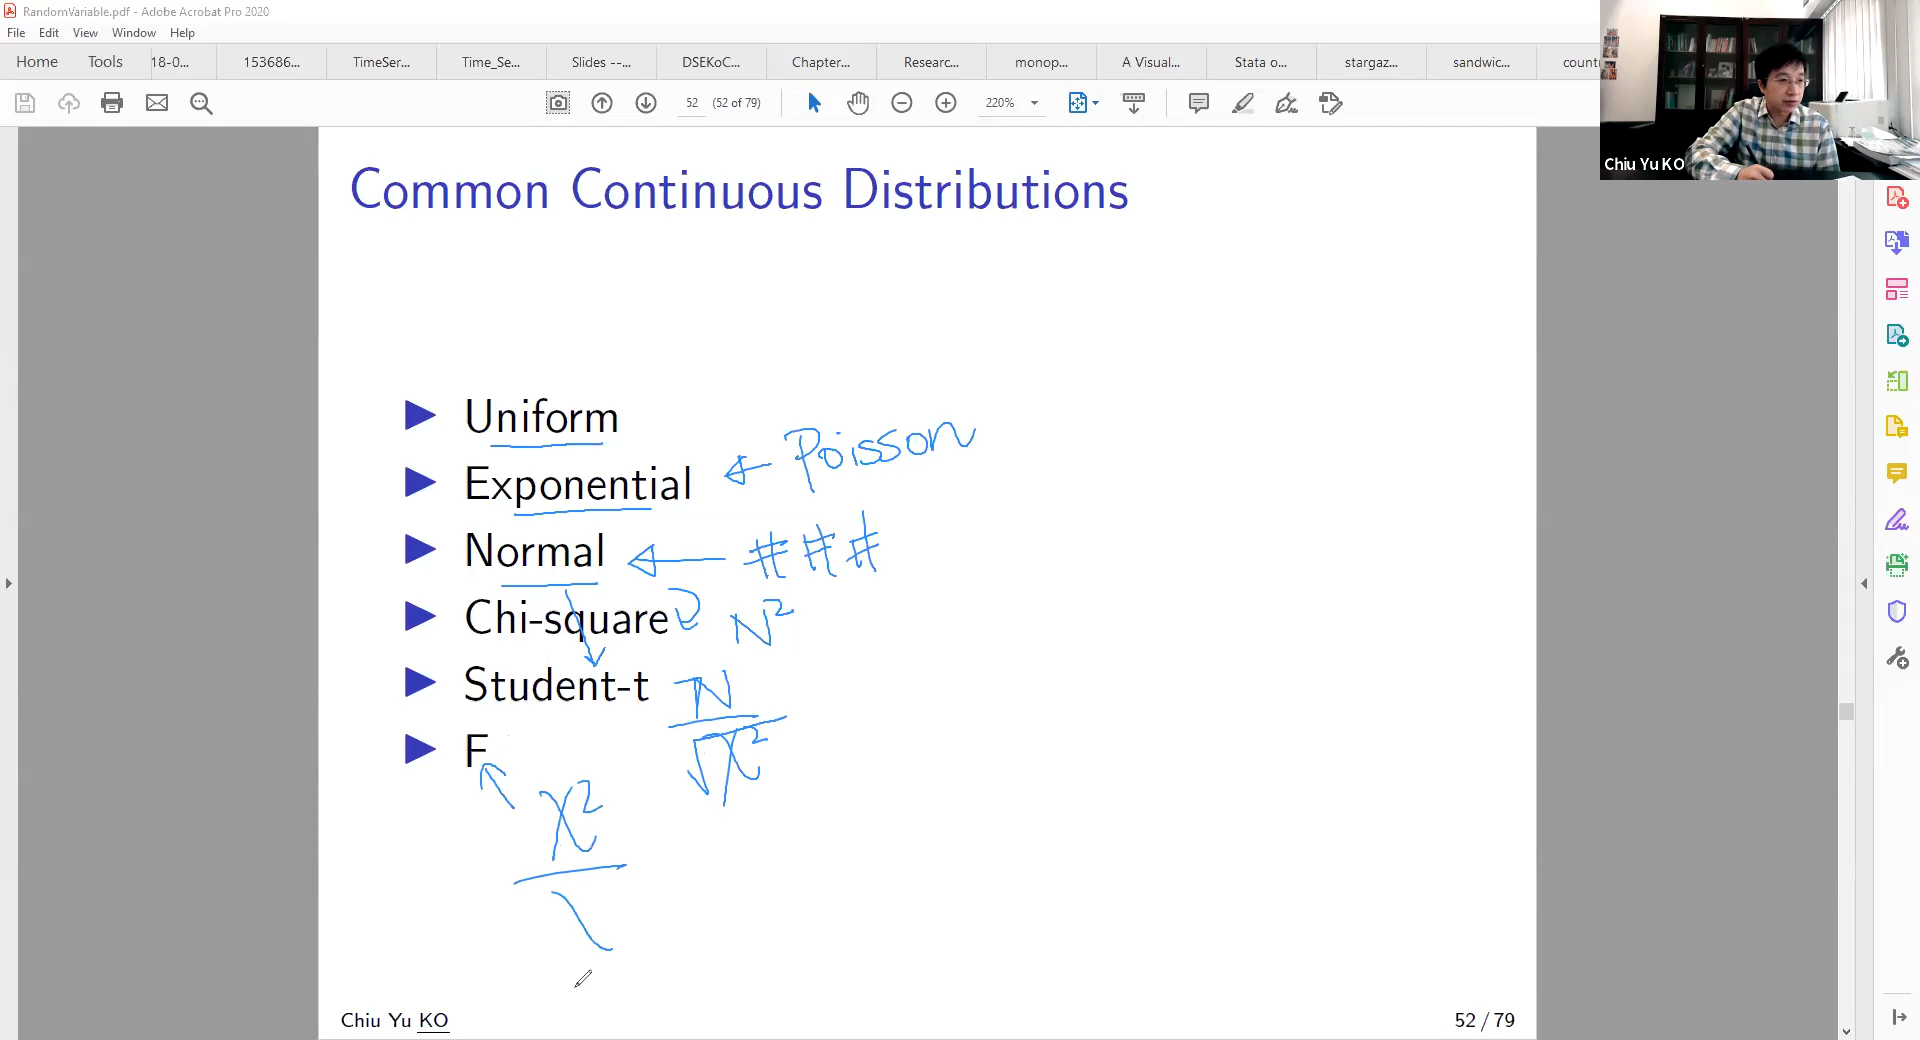 RandomVariable.pdf - Adobe Acrobat Pro 2020
File Edit View Window Help
Home Tools 18-0... 153686... TimeSer... Time_Se... Slides --... DSEKoC... Chapter... Researc... monop... A Visual... Stata o... stargaz... sandwic... count
52 (52 of 79) 220%
Chiu Yu KO
Common Continuous Distributions
Uniform
Exponential ← Poisson
Normal ← # # #
Chi-square N²
Student-t N
√χ²
F
χ²
Chiu Yu KO 52 / 79